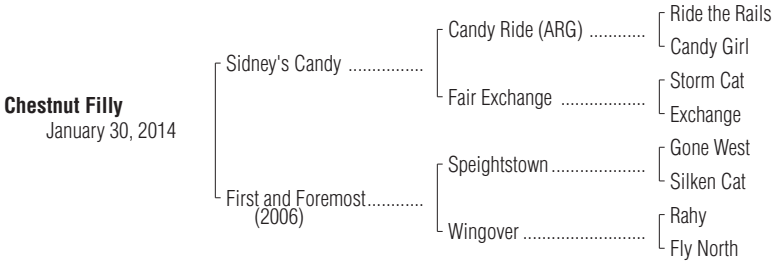 Ride the Rails
Candy Ride (ARG) ............
Candy Girl
Sidney's Candy ................
Storm Cat
Fair Exchange ..................
Exchange
Chestnut Filly
January 30, 2014
Gone West
Speightstown ....................
Silken Cat
First and Foremost............
(2006)
Rahy
Wingover ..........................
Fly North